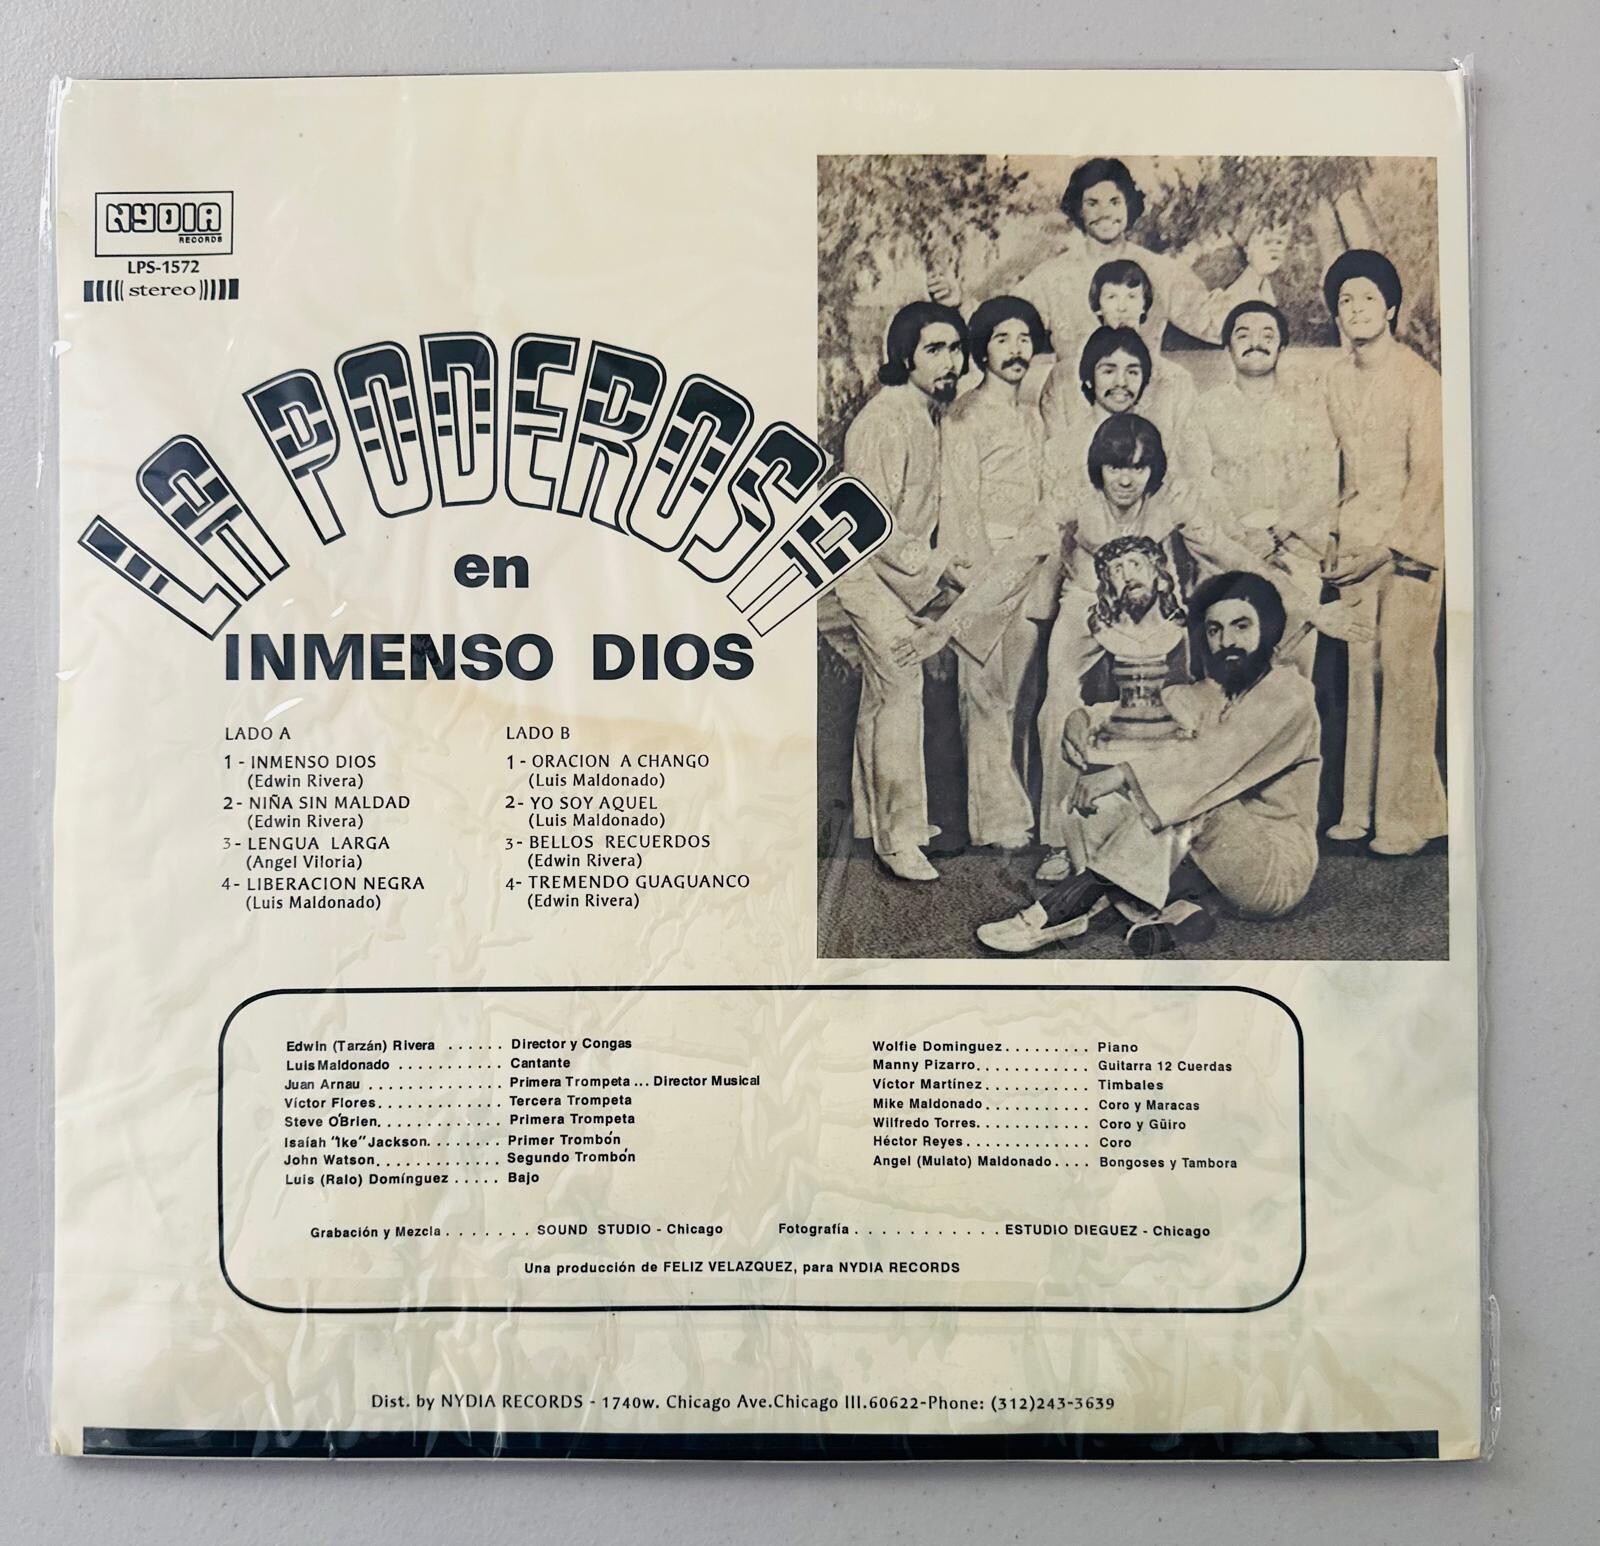 NYDIA
RECORDS
LPS-1572
stereo
LA PODEROSA
en
INMENSO DIOS
LADO A
1 - INMENSO DIOS
(Edwin Rivera)
2- NIÑA SIN MALDAD
(Edwin Rivera)
3- LENGUA LARGA
(Angel Viloria)
4- LIBERACION NEGRA
(Luis Maldonado)
LADO B
1- ORACION A CHANGO
(Luis Maldonado)
2- YO SOY AQUEL
(Luis Maldonado)
3- BELLOS RECUERDOS
(Edwin Rivera)
4- TREMENDO GUAGUANCO
(Edwin Rivera)
Edwin (Tarzán) Rivera ...... Director y Congas
Luis Maldonado ........... Cantante
Juan Arnau .............. Primera Trompeta ... Director Musical
Víctor Flores............. Tercera Trompeta
Steve O'Brien............. Primera Trompeta
Isaíah "Ike" Jackson........ Primer Trombón
John Watson............. Segundo Trombón
Luis (Ralo) Domínguez ..... Bajo
Wolfie Dominguez......... Piano
Manny Pizarro............ Guitarra 12 Cuerdas
Víctor Martínez........... Timbales
Mike Maldonado........... Coro y Maracas
Wilfredo Torres............ Coro y Güiro
Héctor Reyes............. Coro
Angel (Mulato) Maldonado.... Bongoses y Tambora
Grabación y Mezcla....... SOUND STUDIO - Chicago
Fotografía ........... ESTUDIO DIEGUEZ - Chicago
Una producción de FELIZ VELAZQUEZ, para NYDIA RECORDS
Dist. by NYDIA RECORDS - 1740w. Chicago Ave.Chicago Ill.60622-Phone: (312)243-3639